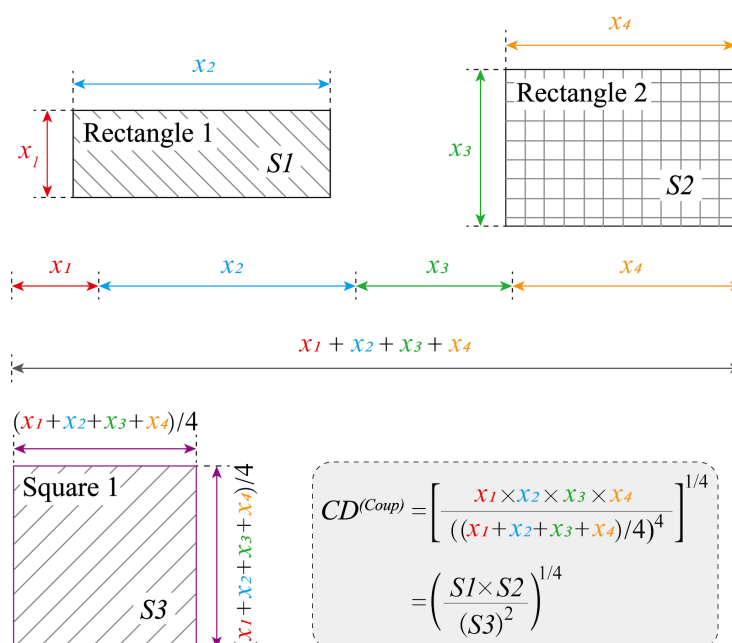 x₂
x₄
Rectangle 1
Rectangle 2
x₁
S1
x₃
S2
x₁ x₂ x₃ x₄
x₁ + x₂ + x₃ + x₄
(x₁+x₂+x₃+x₄)/4
Square 1
x₁+x₂+x₃+x₄)/4
S3
CD^(Coup) = [ (x₁×x₂×x₃×x₄) / ((x₁+x₂+x₃+x₄)/4)⁴ ]^1/4
= ( (S1×S2) / (S3)² )^1/4